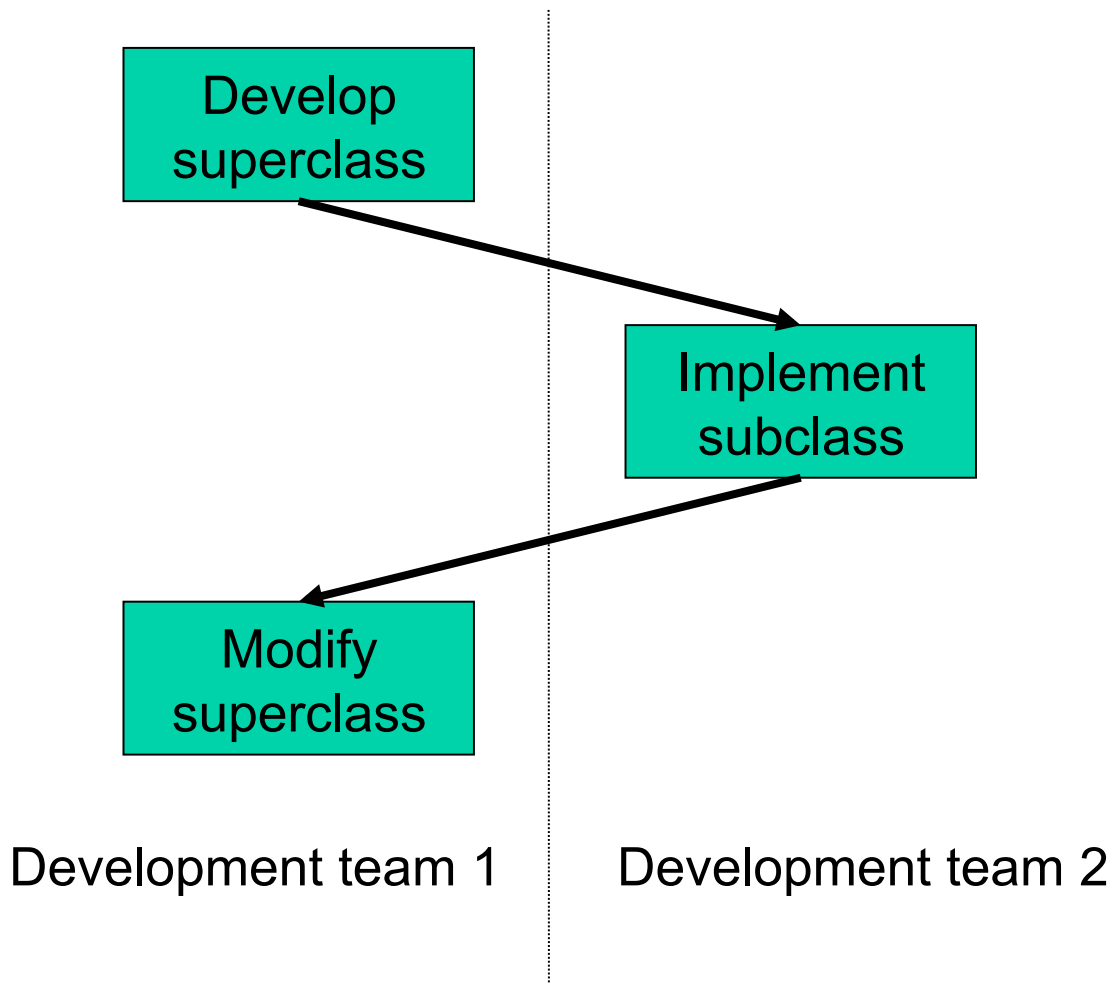 Develop
superclass
Implement
subclass
Modify
superclass
Development team 1
Development team 2